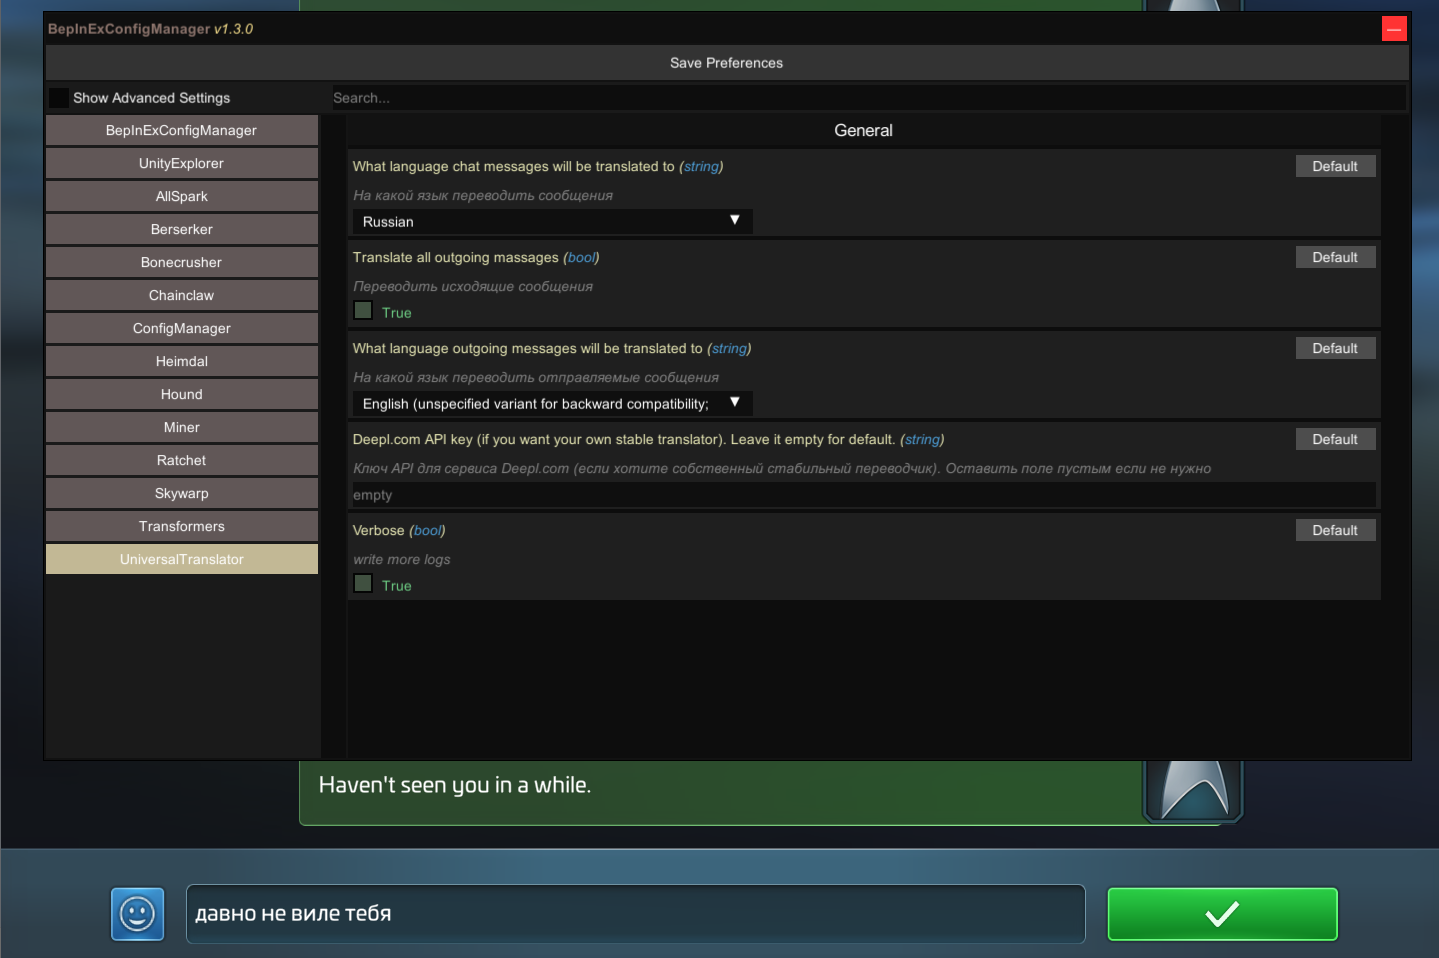 BepInExConfigManager v1.3.0
—
Save Preferences
Show Advanced Settings
Search...
BepInExConfigManager
UnityExplorer
AllSpark
Berserker
Bonecrusher
Chainclaw
ConfigManager
Heimdal
Hound
Miner
Ratchet
Skywarp
Transformers
UniversalTranslator
General
What language chat messages will be translated to (string)
Default
На какой язык переводить сообщения
Russian
Translate all outgoing massages (bool)
Default
Переводить исходящие сообщения
True
What language outgoing messages will be translated to (string)
Default
На какой язык переводить отправляемые сообщения
English (unspecified variant for backward compatibility;
Deepl.com API key (if you want your own stable translator). Leave it empty for default. (string)
Default
Ключ API для сервиса Deepl.com (если хотите собственный стабильный переводчик). Оставить поле пустым если не нужно
empty
Verbose (bool)
Default
write more logs
True
Haven't seen you in a while.
давно не виле тебя